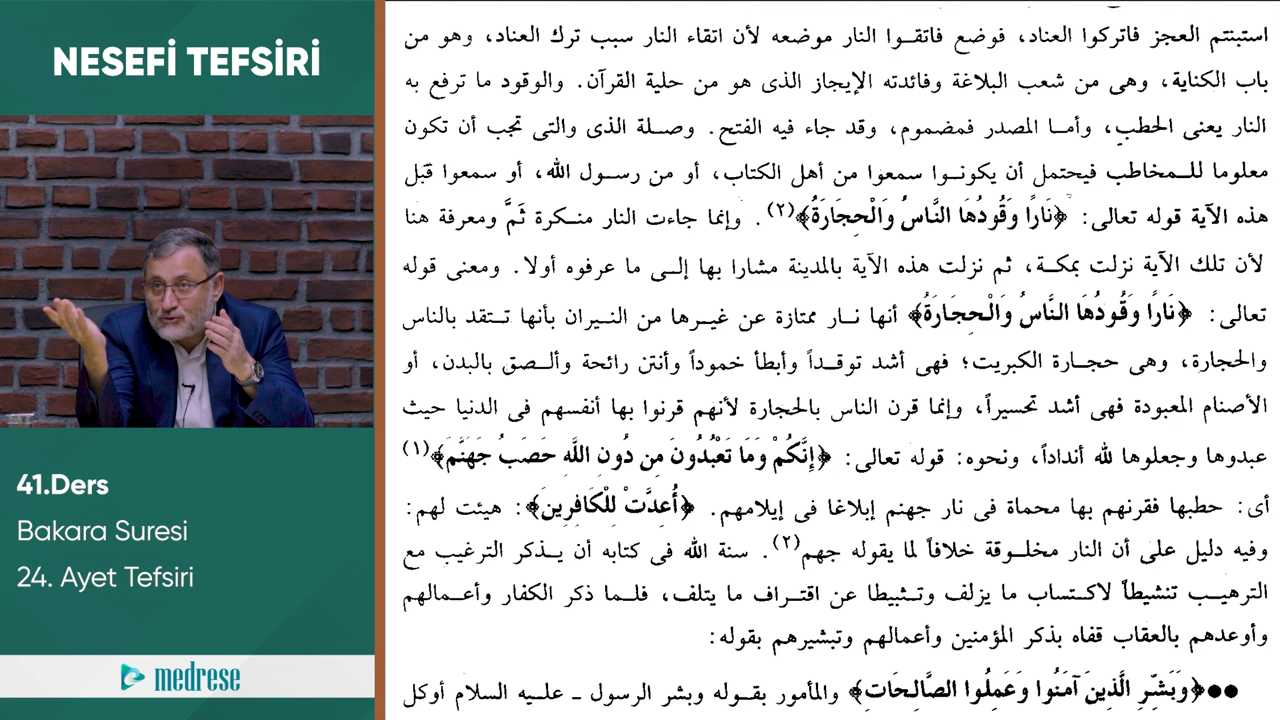 NESEFİ TEFSİRİ
41.Ders
Bakara Suresi
24. Ayet Tefsiri
medrese
استبنتم العجز فاتركوا العناد، فوضع فاتقوا النار موضعه لأن اتقاء النار سبب ترك العناد، وهو من
باب الكناية، وهى من شعب البلاغة وفائدته الإيجاز الذى هو من حلية القرآن. والوقود ما ترفع به
النار يعنى الحطب، وأما المصدر فمضموم، وقد جاء فيه الفتح. وصلة الذى والتى تجب أن تكون
معلوما للمخاطب فيحتمل أن يكونوا سمعوا من أهل الكتاب، أو من رسول الله، أو سمعوا قبل
هذه الآية قوله تعالى: ﴿نَارًا وَقُودُهَا النَّاسُ وَالْحِجَارَةُ﴾(٢). وإنما جاءت النار منكرة ثَمَّ ومعرفة هنا
لأن تلك الآية نزلت بمكة، ثم نزلت هذه الآية بالمدينة مشارا بها إلى ما عرفوه أولا. ومعنى قوله
تعالى: ﴿نَارًا وَقُودُهَا النَّاسُ وَالْحِجَارَةُ﴾ أنها نار ممتازة عن غيرها من النيران بأنها تتقد بالناس
والحجارة، وهى حجارة الكبريت؛ فهى أشد توقداً وأبطأ خموداً وأنتن رائحة وألصق بالبدن، أو
الأصنام المعبودة فهى أشد تحسيراً، وإنما قرن الناس بالحجارة لأنهم قرنوا بها أنفسهم فى الدنيا حيث
عبدوها وجعلوها لله أنداداً، ونحوه: قوله تعالى: ﴿إِنَّكُمْ وَمَا تَعْبُدُونَ مِن دُونِ اللَّهِ حَصَبُ جَهَنَّمَ﴾(١)
أى: حطبها فقرنهم بها محماة فى نار جهنم إبلاغا فى إيلامهم. ﴿أُعِدَّتْ لِلْكَافِرِينَ﴾: هيئت لهم:
وفيه دليل على أن النار مخلوقة خلافاً لما يقوله جهم(٢). سنة الله فى كتابه أن يذكر الترغيب مع
الترهيب تنشيطاً لاكتساب ما يزلف وتثبيطا عن اقتراف ما يتلف، فلما ذكر الكفار وأعمالهم
وأوعدهم بالعقاب قفاه بذكر المؤمنين وأعمالهم وتبشيرهم بقوله:
●●﴿وَبَشِّرِ الَّذِينَ آمَنُوا وَعَمِلُوا الصَّالِحَاتِ﴾ والمأمور بقوله وبشر الرسول ـ عليه السلام أوكل